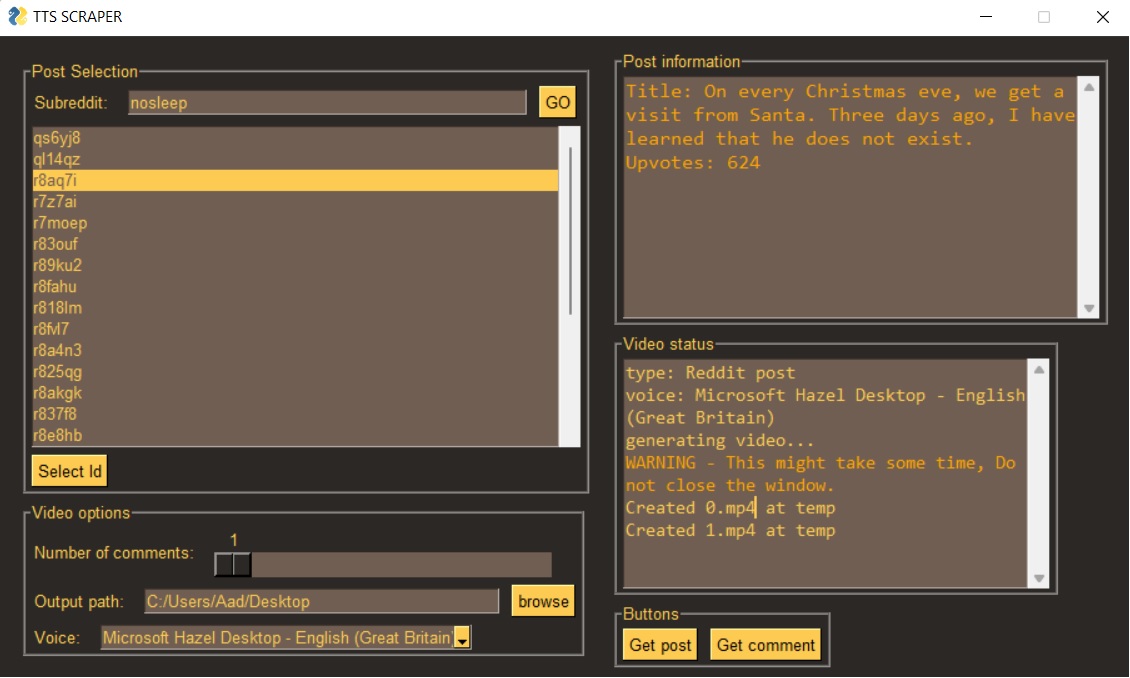 TTS SCRAPER
Post Selection
Subreddit: nosleep GO
qs6yj8
ql14qz
r8aq7i
r7z7ai
r7moep
r83ouf
r89ku2
r8fahu
r818lm
r8fvl7
r8a4n3
r825qg
r8akgk
r837f8
r8e8hb
Select Id
Video options
1
Number of comments:
Output path: C:/Users/Aad/Desktop browse
Voice: Microsoft Hazel Desktop - English (Great Britain
Post information
Title: On every Christmas eve, we get a
visit from Santa. Three days ago, I have
learned that he does not exist.
Upvotes: 624
Video status
type: Reddit post
voice: Microsoft Hazel Desktop - English
(Great Britain)
generating video...
WARNING - This might take some time, Do
not close the window.
Created 0.mp4 at temp
Created 1.mp4 at temp
Buttons
Get post Get comment